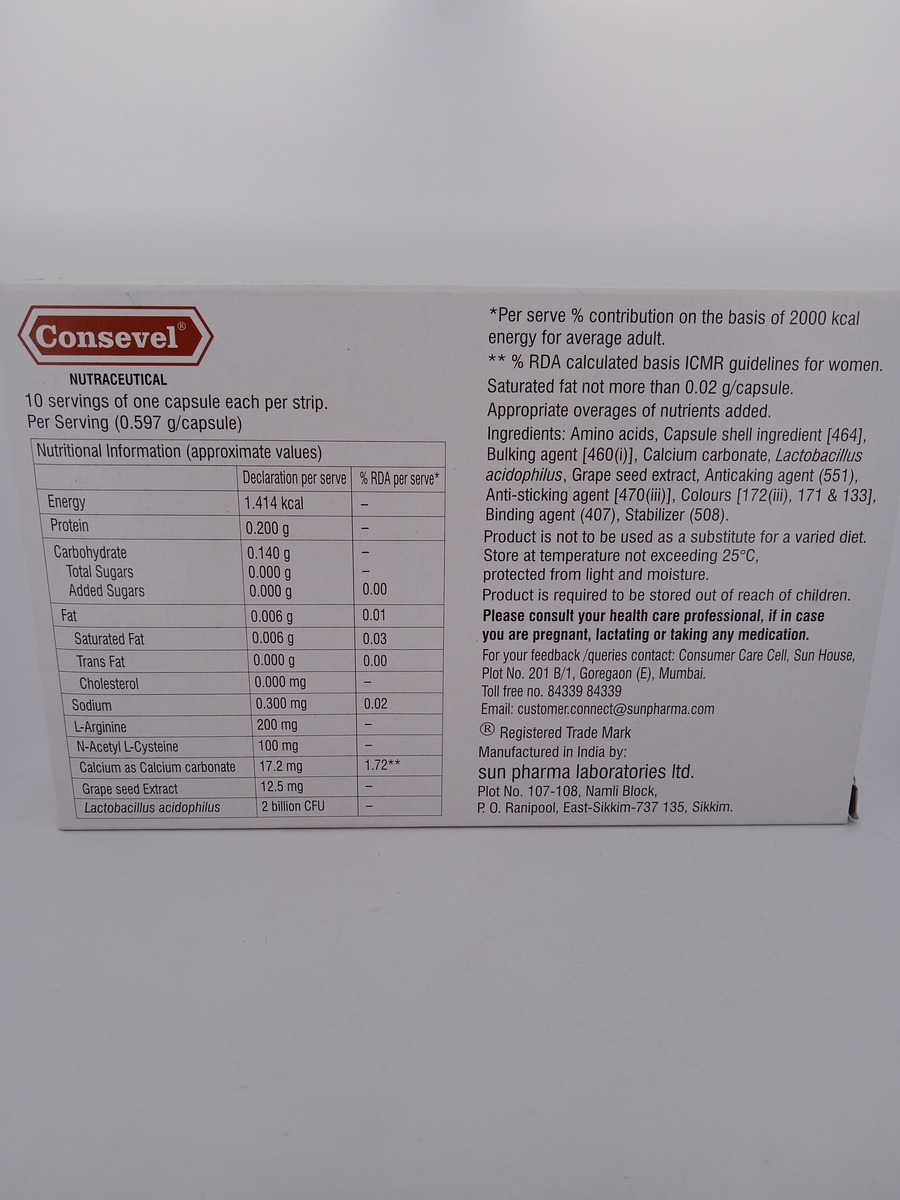 Consevel®
NUTRACEUTICAL
10 servings of one capsule each per strip.
Per Serving (0.597 g/capsule)
Nutritional Information (approximate values)
Declaration per serve % RDA per serve*
Energy 1.414 kcal –
Protein 0.200 g –
Carbohydrate 0.140 g –
Total Sugars 0.000 g –
Added Sugars 0.000 g 0.00
Fat 0.006 g 0.01
Saturated Fat 0.006 g 0.03
Trans Fat 0.000 g 0.00
Cholesterol 0.000 mg –
Sodium 0.300 mg 0.02
L-Arginine 200 mg –
N-Acetyl L-Cysteine 100 mg –
Calcium as Calcium carbonate 17.2 mg 1.72**
Grape seed Extract 12.5 mg –
Lactobacillus acidophilus 2 billion CFU –
*Per serve % contribution on the basis of 2000 kcal
energy for average adult.
** % RDA calculated basis ICMR guidelines for women.
Saturated fat not more than 0.02 g/capsule.
Appropriate overages of nutrients added.
Ingredients: Amino acids, Capsule shell ingredient [464],
Bulking agent [460(i)], Calcium carbonate, Lactobacillus
acidophilus, Grape seed extract, Anticaking agent (551),
Anti-sticking agent [470(iii)], Colours [172(iii), 171 & 133],
Binding agent (407), Stabilizer (508).
Product is not to be used as a substitute for a varied diet.
Store at temperature not exceeding 25°C,
protected from light and moisture.
Product is required to be stored out of reach of children.
Please consult your health care professional, if in case
you are pregnant, lactating or taking any medication.
For your feedback/queries contact: Consumer Care Cell, Sun House,
Plot No. 201 B/1, Goregaon (E), Mumbai.
Toll free no. 84339 84339
Email: customer.connect@sunpharma.com
® Registered Trade Mark
Manufactured in India by:
sun pharma laboratories ltd.
Plot No. 107-108, Namli Block,
P. O. Ranipool, East-Sikkim-737 135, Sikkim.